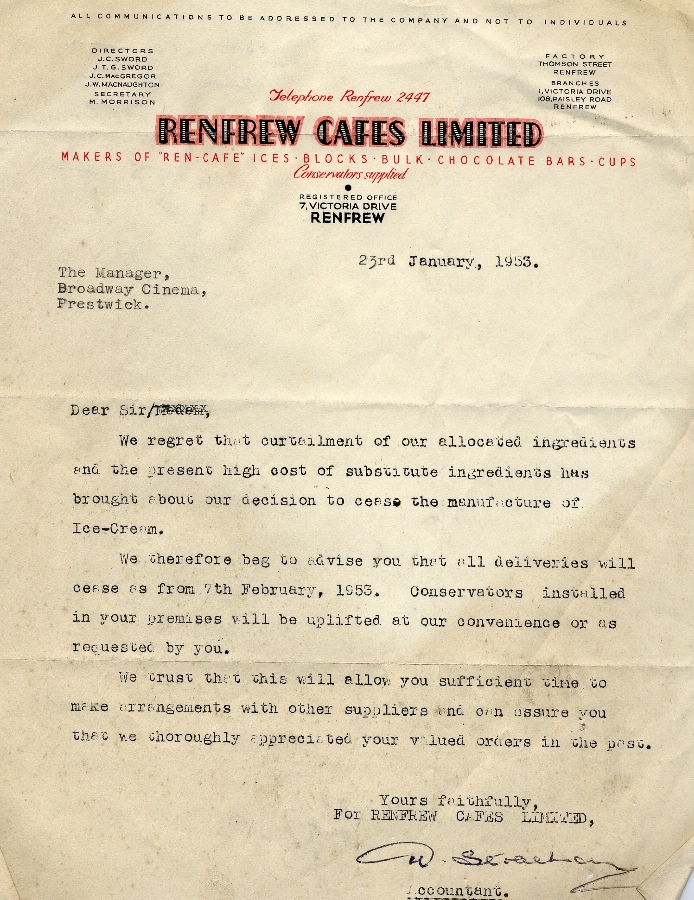 ALL COMMUNICATIONS TO BE ADDRESSED TO THE COMPANY AND NOT TO INDIVIDUALS
DIRECTORS
J.C. SWORD
J.T.G. SWORD
J.C. MACGREGOR
J.W. MACNAUGHTON
SECRETARY
M. MORRISON
FACTORY
THOMSON STREET
RENFREW
BRANCHES
1, VICTORIA DRIVE
108, PAISLEY ROAD
RENFREW
Telephone Renfrew 2447
RENFREW CAFES LIMITED
MAKERS OF "REN-CAFE" ICES · BLOCKS · BULK · CHOCOLATE BARS · CUPS
Conservators supplied
REGISTERED OFFICE
7, VICTORIA DRIVE
RENFREW
23rd January, 1953.
The Manager,
Broadway Cinema,
Prestwick.
Dear Sir/Madam,
We regret that curtailment of our allocated ingredients
and the present high cost of substitute ingredients has
brought about our decision to cease the manufacture of
Ice-Cream.
We therefore beg to advise you that all deliveries will
cease as from 7th February, 1953. Conservators installed
in your premises will be uplifted at our convenience or as
requested by you.
We trust that this will allow you sufficient time to
make arrangements with other suppliers and can assure you
that we thoroughly appreciated your valued orders in the past.
Yours faithfully,
For RENFREW CAFES LIMITED,
W. Strachan
Accountant.